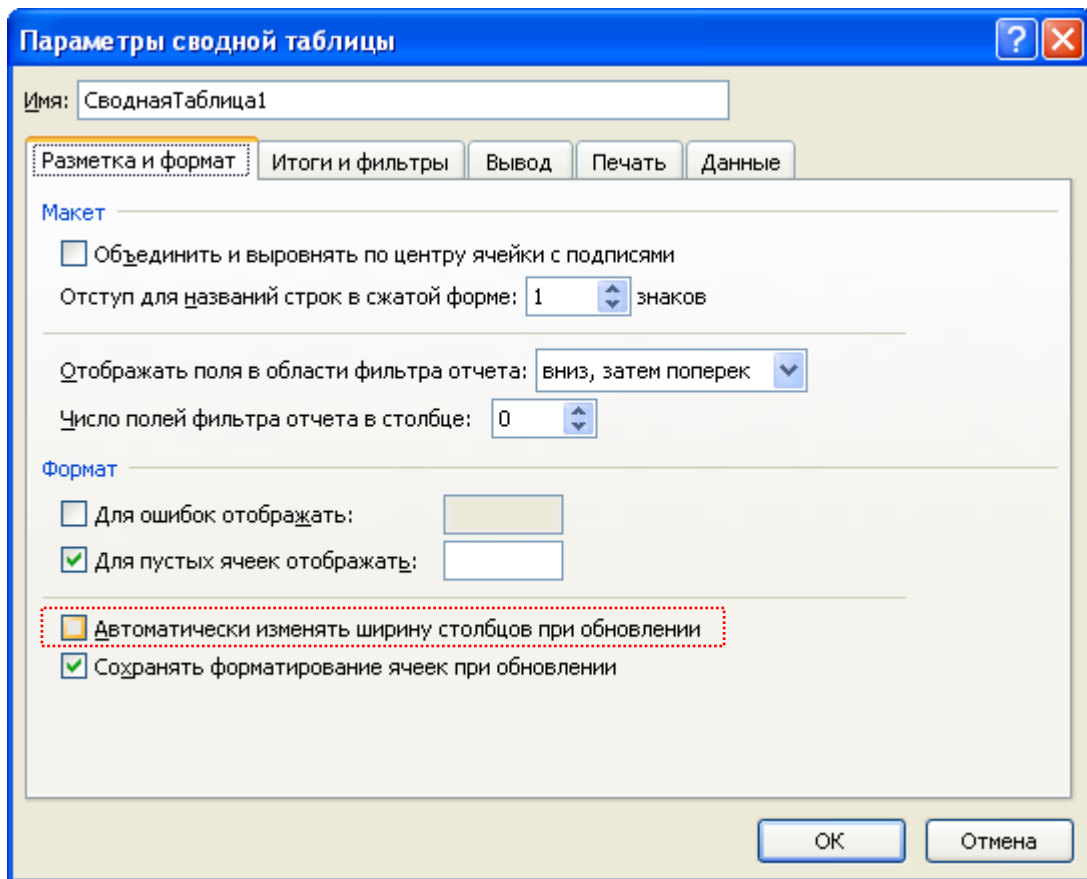 Параметры сводной таблицы
Имя: СводнаяТаблица1
Разметка и формат Итоги и фильтры Вывод Печать Данные
Макет
Объединить и выровнять по центру ячейки с подписями
Отступ для названий строк в сжатой форме: 1 знаков
Отображать поля в области фильтра отчета: вниз, затем поперек
Число полей фильтра отчета в столбце: 0
Формат
Для ошибок отображать:
Для пустых ячеек отображать:
Автоматически изменять ширину столбцов при обновлении
Сохранять форматирование ячеек при обновлении
ОК Отмена